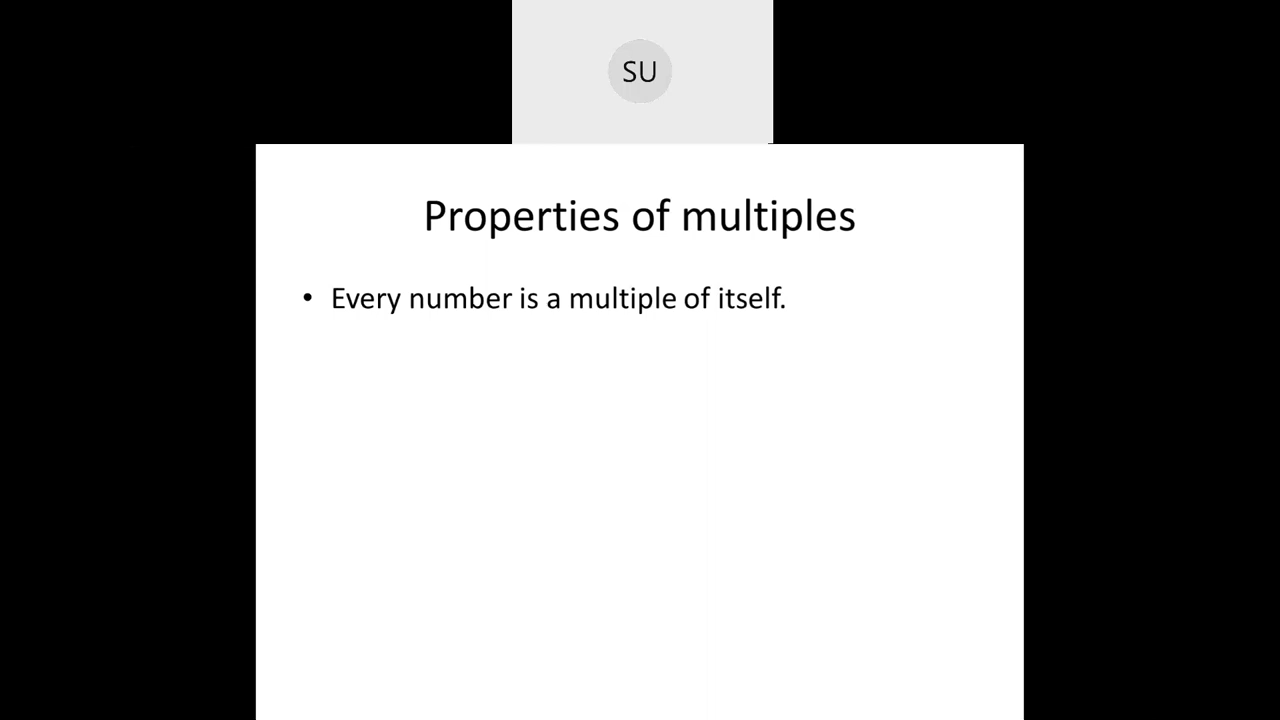 SU
Properties of multiples
• Every number is a multiple of itself.